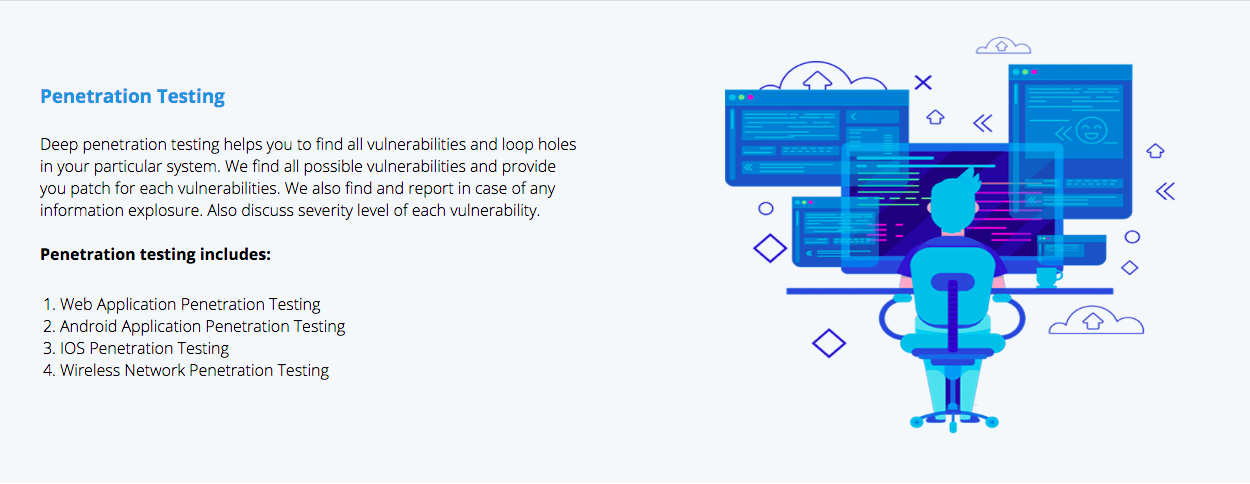 Penetration Testing
Deep penetration testing helps you to find all vulnerabilities and loop holes
in your particular system. We find all possible vulnerabilities and provide
you patch for each vulnerabilities. We also find and report in case of any
information explosure. Also discuss severity level of each vulnerability.
Penetration testing includes:
1. Web Application Penetration Testing
2. Android Application Penetration Testing
3. IOS Penetration Testing
4. Wireless Network Penetration Testing